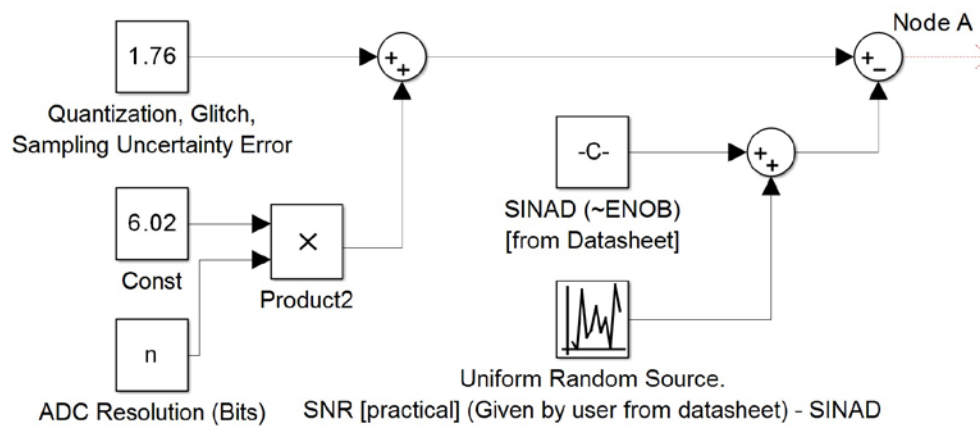 Node A
1.76
+
+
+
−
Quantization, Glitch,
Sampling Uncertainty Error
-C-
+
+
SINAD (~ENOB)
[from Datasheet]
6.02
Const
×
Product2
n
ADC Resolution (Bits)
Uniform Random Source.
SNR [practical] (Given by user from datasheet) - SINAD